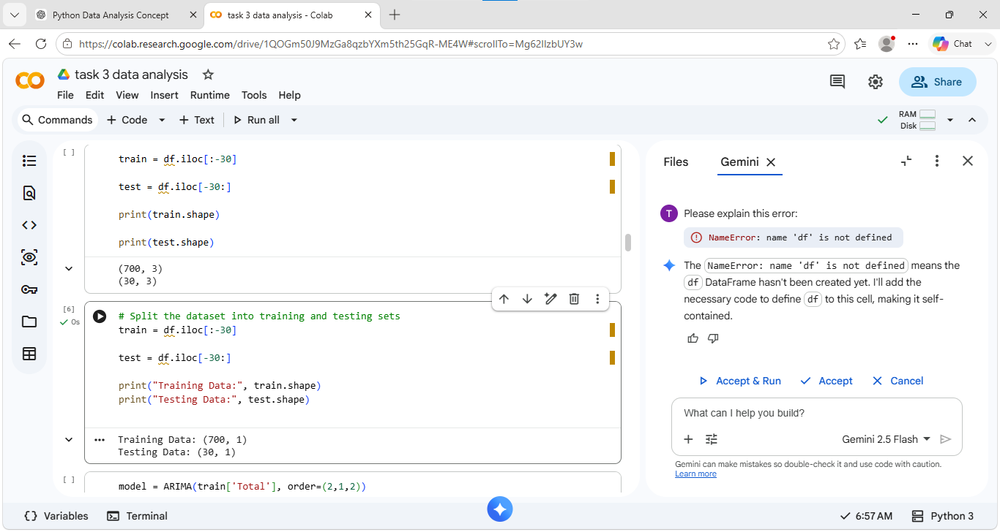 Python Data Analysis Concept
task 3 data analysis - Colab
https://colab.research.google.com/drive/1QOGm50J9MzGa8qzbYXm5th25GqR-ME4W#scrollTo=Mg62IIzbUY3w
Chat
task 3 data analysis
File Edit View Insert Runtime Tools Help
Share
Commands + Code + Text Run all
RAM
Disk
[ ]
train = df.iloc[:-30]
test = df.iloc[-30:]
print(train.shape)
print(test.shape)
(700, 3)
(30, 3)
[6]
0s
# Split the dataset into training and testing sets
train = df.iloc[:-30]
test = df.iloc[-30:]
print("Training Data:", train.shape)
print("Testing Data:", test.shape)
Training Data: (700, 1)
Testing Data: (30, 1)
[ ]
model = ARIMA(train['Total'], order=(2,1,2))
Files
Gemini
T
Please explain this error:
NameError: name 'df' is not defined
The NameError: name 'df' is not defined means the
df DataFrame hasn't been created yet. I'll add the
necessary code to define df to this cell, making it self-
contained.
Accept & Run
Accept
Cancel
What can I help you build?
Gemini 2.5 Flash
Gemini can make mistakes so double-check it and use code with caution.
Learn more
{ } Variables
Terminal
6:57 AM
Python 3